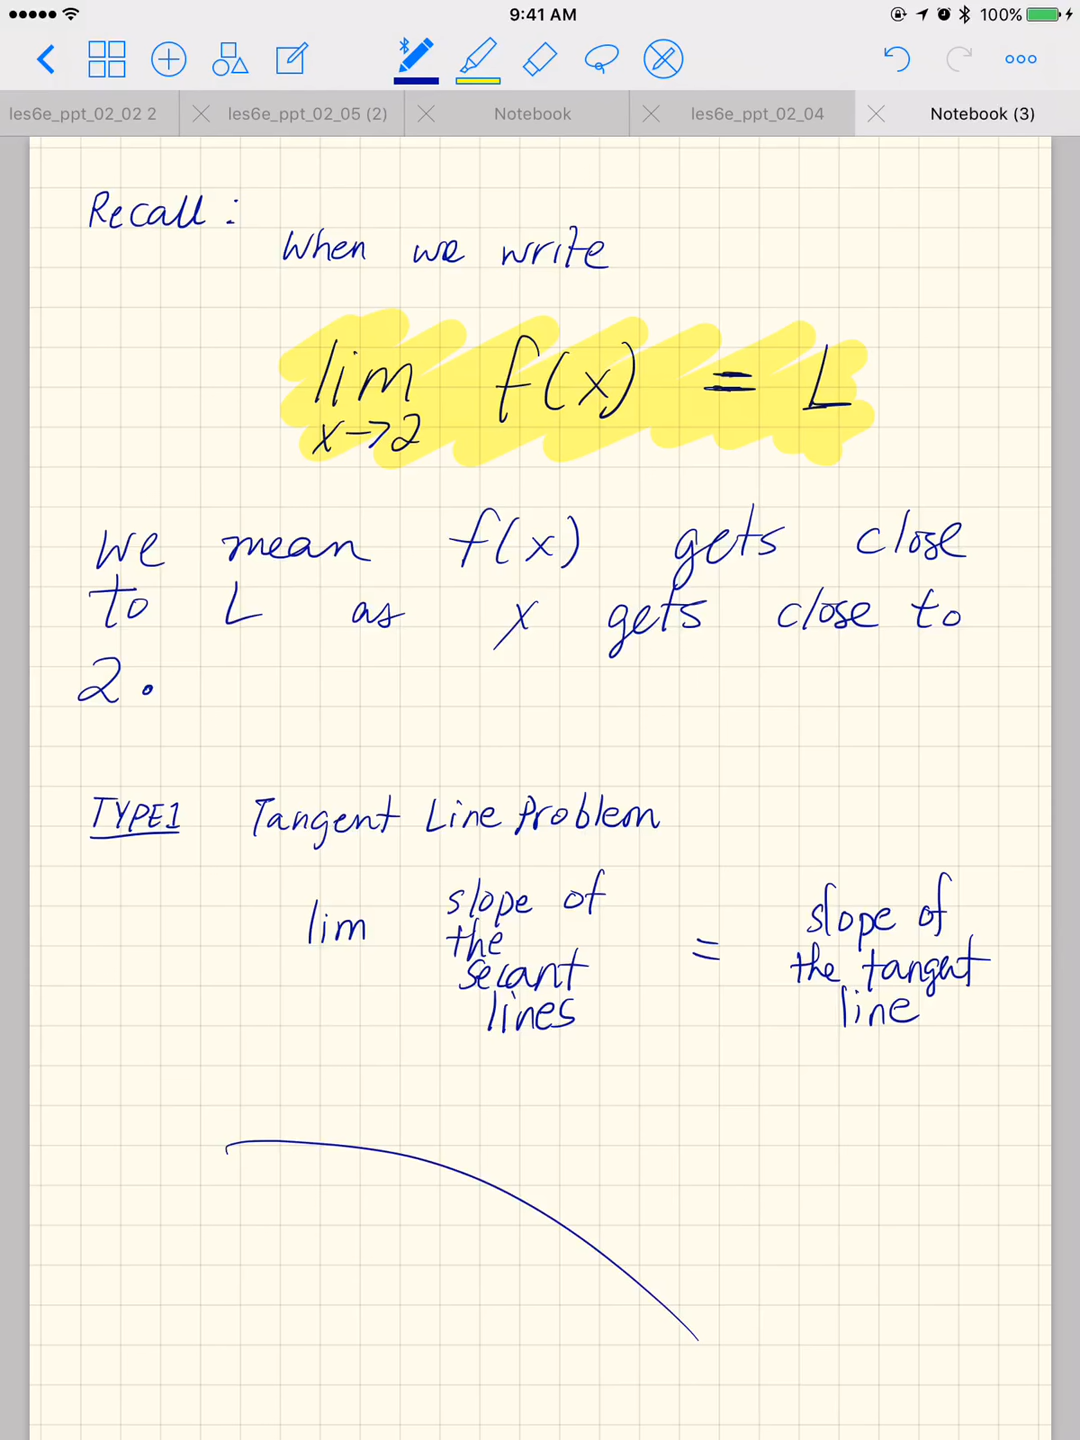 9:41 AM
100%
les6e_ppt_02_02 2
les6e_ppt_02_05 (2)
Notebook
les6e_ppt_02_04
Notebook (3)
Recall :
When we write
lim f(x) = L
x→2
We mean f(x) gets close
to L as x gets close to
2.
TYPE1 Tangent Line Problem
lim slope of the secant lines = slope of the tangent line